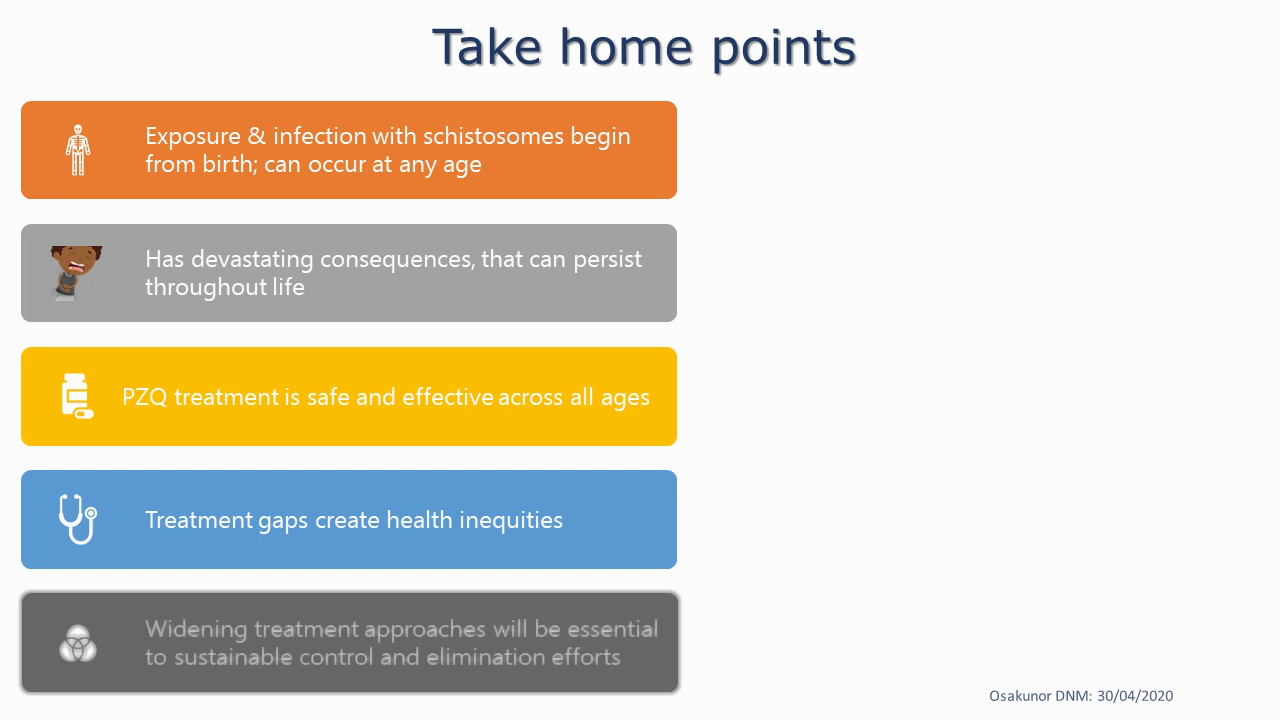 Take home points
Exposure & infection with schistosomes begin
from birth; can occur at any age
Has devastating consequences, that can persist
throughout life
PZQ treatment is safe and effective across all ages
Treatment gaps create health inequities
Widening treatment approaches will be essential
to sustainable control and elimination efforts
Osakunor DNM: 30/04/2020